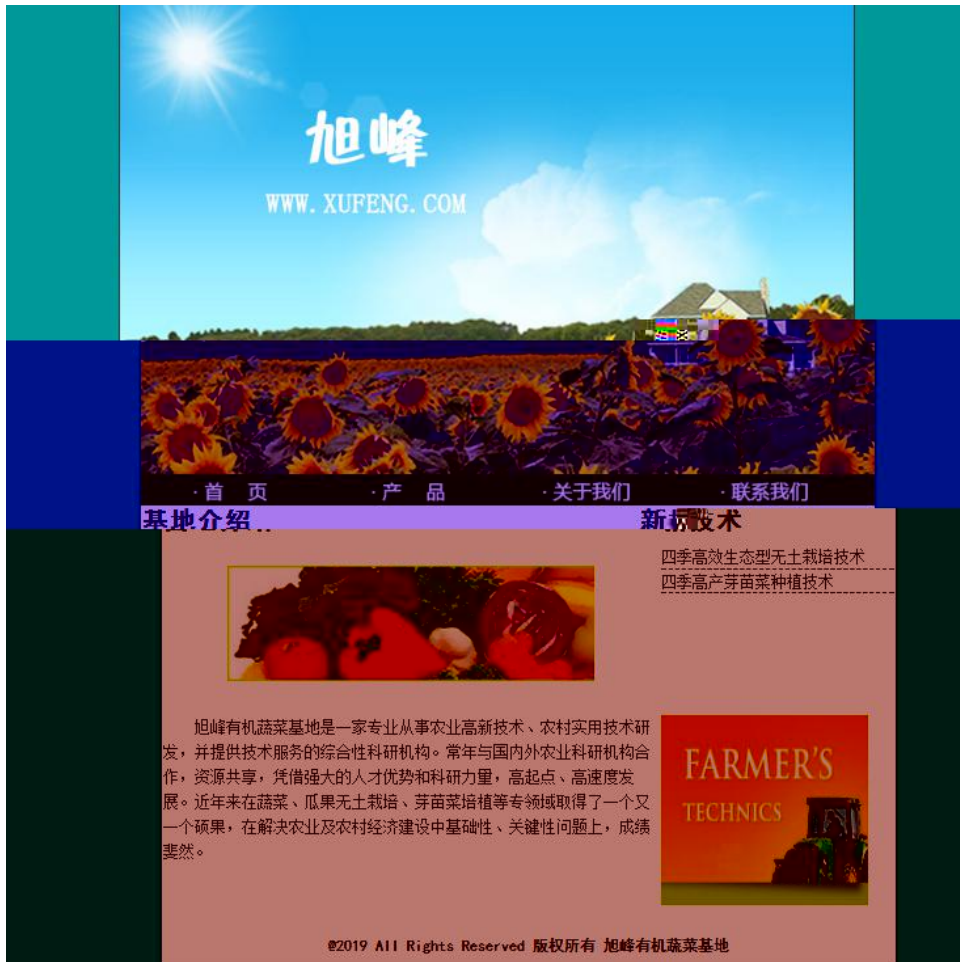 旭峰
WWW. XUFENG. COM
·首 页 ·产 品 ·关于我们 ·联系我们
基地介绍 新标技术
四季高效生态型无土栽培技术
四季高产芽苗菜种植技术
旭峰有机蔬菜基地是一家专业从事农业高新技术、农村实用技术研
发，并提供技术服务的综合性科研机构。常年与国内外农业科研机构合
作，资源共享，凭借强大的人才优势和科研力量，高起点、高速度发
展。近年来在蔬菜、瓜果无土栽培、芽苗菜培植等专领域取得了一个又
一个硕果，在解决农业及农村经济建设中基础性、关键性问题上，成绩
斐然。
FARMER'S
TECHNICS
@2019 All Rights Reserved 版权所有 旭峰有机蔬菜基地